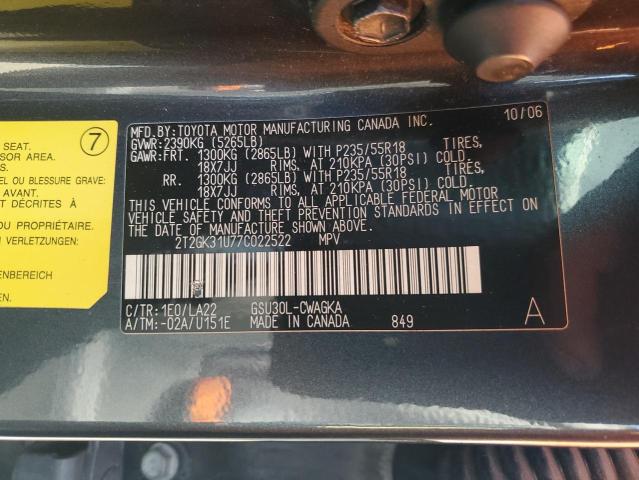 7
SEAT.
SOR AREA.
EL OU BLESSURE GRAVE:
AVANT.
T DÉCRITES À
U PROPRIÉTAIRE.
N VERLETZUNGEN:
NBEREICH
MFD.BY:TOYOTA MOTOR MANUFACTURING CANADA INC. 10/06
GVWR:2390KG (5265LB)
GAWR:FRT. 1300KG (2865LB) WITH P235/55R18 TIRES,
18X7JJ RIMS, AT 210KPA (30PSI) COLD.
RR. 1300KG (2865LB) WITH P235/55R18 TIRES,
18X7JJ RIMS, AT 210KPA (30PSI) COLD.
THIS VEHICLE CONFORMS TO ALL APPLICABLE FEDERAL MOTOR
VEHICLE SAFETY AND THEFT PREVENTION STANDARDS IN EFFECT ON
THE DATE OF MANUFACTURE SHOWN ABOVE.
2T2GK31U77C022522 MPV
C/TR:1E0/LA22 GSU30L-CWAGKA
A/TM:-02A/U151E MADE IN CANADA 849 A